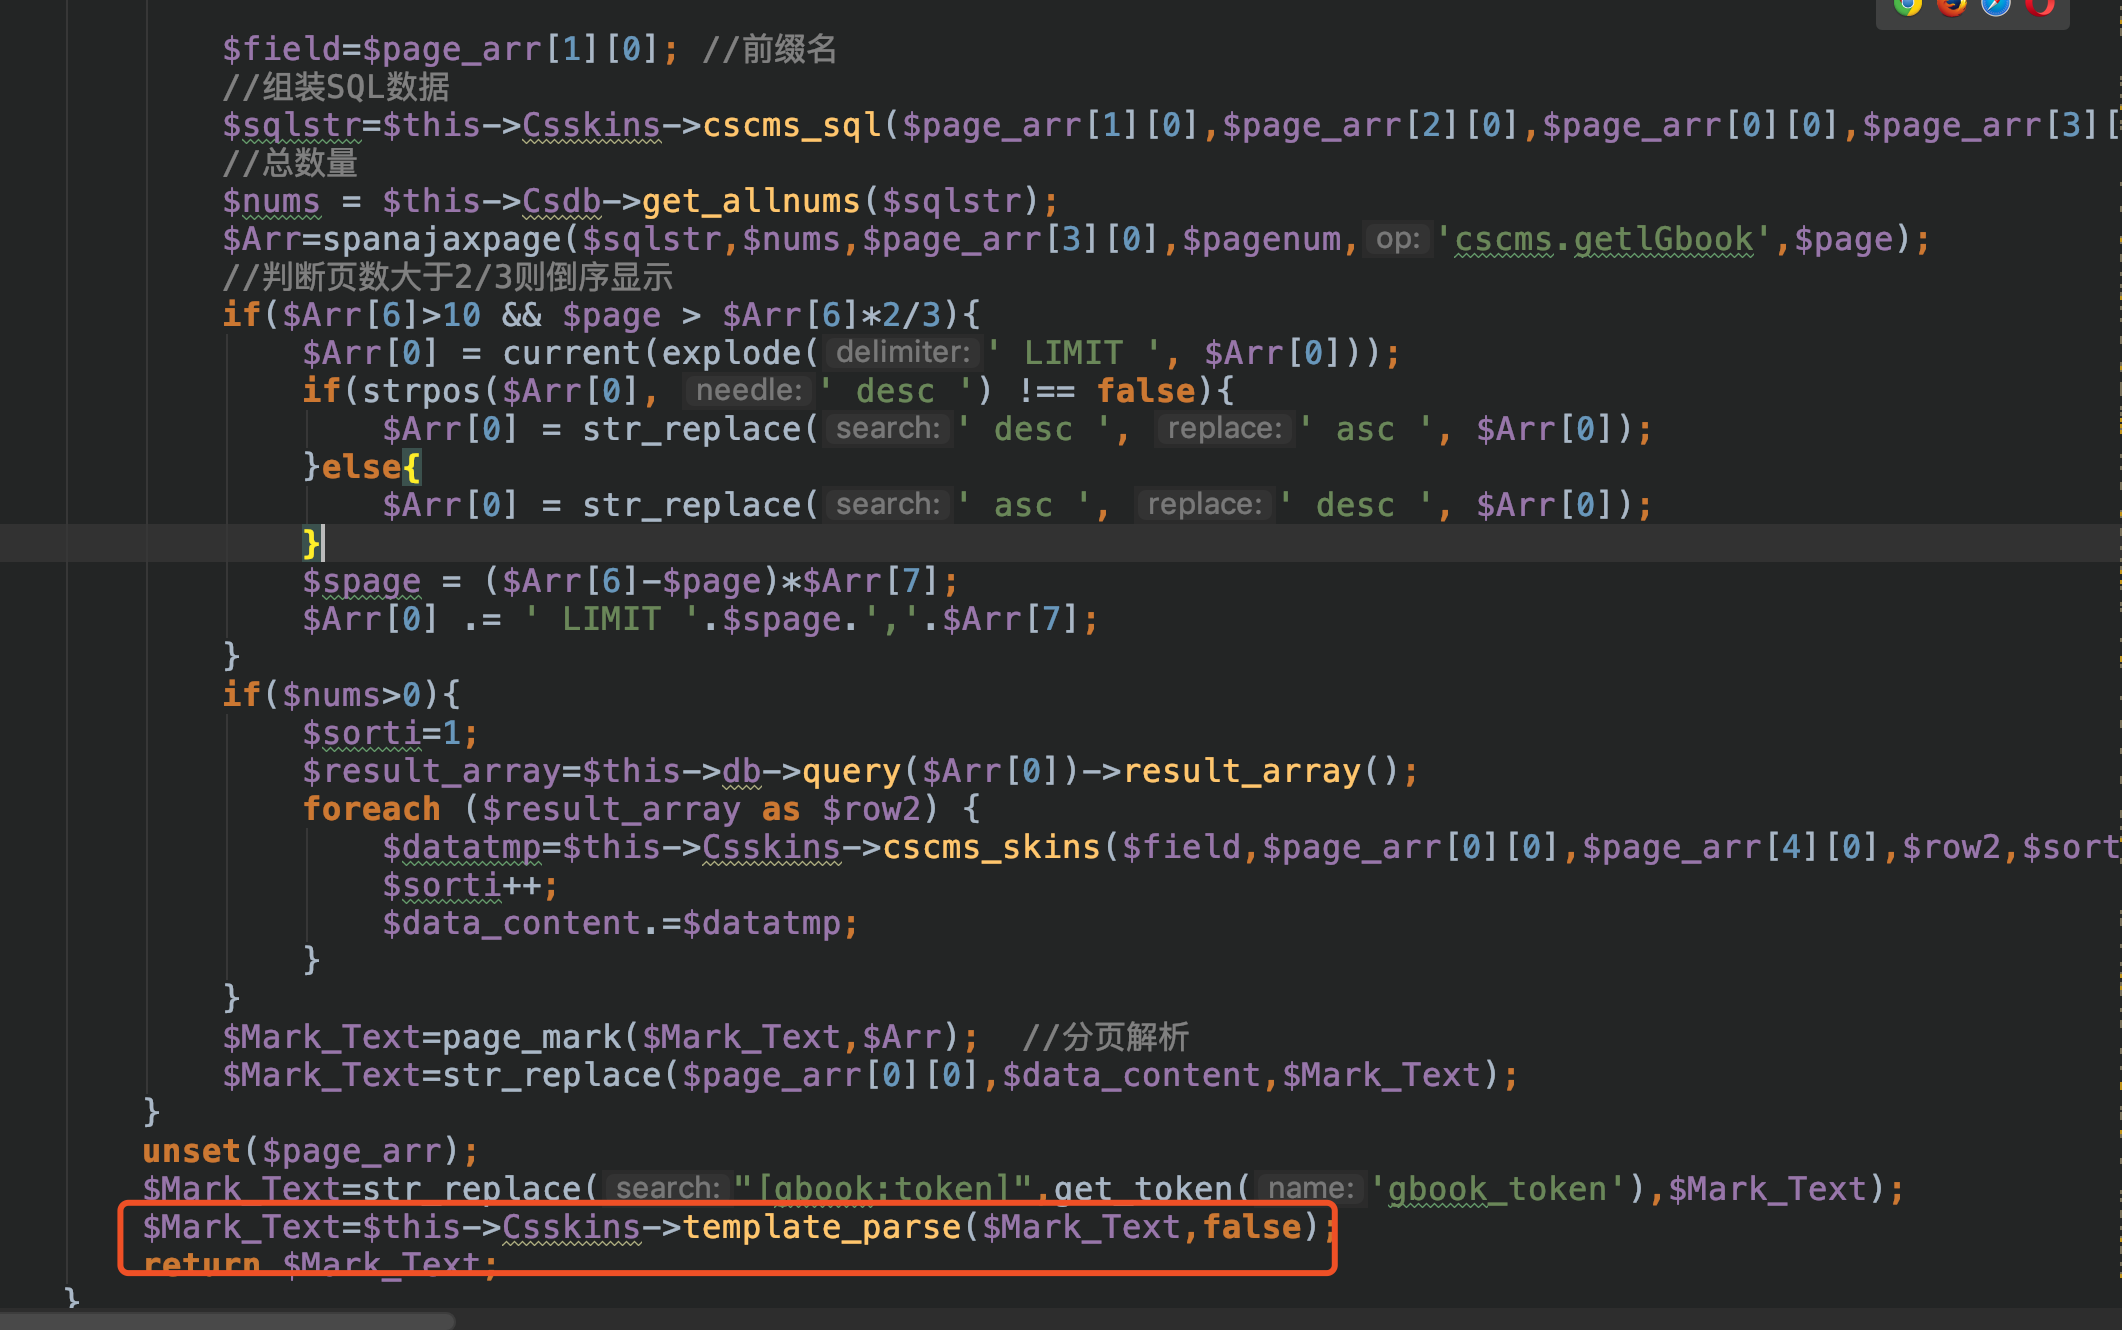 $field=$page_arr[1][0]; //前缀名
//组装SQL数据
$sqlstr=$this->Csskins->cscms_sql($page_arr[1][0],$page_arr[2][0],$page_arr[0][0],$page_arr[3][
//总数量
$nums = $this->Csdb->get_allnums($sqlstr);
$Arr=spanajaxpage($sqlstr,$nums,$page_arr[3][0],$pagenum, op: 'cscms.getlGbook',$page);
//判断页数大于2/3则倒序显示
if($Arr[6]>10 && $page > $Arr[6]*2/3){
$Arr[0] = current(explode( delimiter: ' LIMIT ', $Arr[0]));
if(strpos($Arr[0], needle: ' desc ') !== false){
$Arr[0] = str_replace( search: ' desc ', replace: ' asc ', $Arr[0]);
}else{
$Arr[0] = str_replace( search: ' asc ', replace: ' desc ', $Arr[0]);
}
$spage = ($Arr[6]-$page)*$Arr[7];
$Arr[0] .= ' LIMIT '.$spage.','.$Arr[7];
}
if($nums>0){
$sorti=1;
$result_array=$this->db->query($Arr[0])->result_array();
foreach ($result_array as $row2) {
$datatmp=$this->Csskins->cscms_skins($field,$page_arr[0][0],$page_arr[4][0],$row2,$sort
$sorti++;
$data_content.=$datatmp;
}
}
$Mark_Text=page_mark($Mark_Text,$Arr); //分页解析
$Mark_Text=str_replace($page_arr[0][0],$data_content,$Mark_Text);
}
unset($page_arr);
$Mark_Text=str_replace( search: "[gbook:token]",get_token( name: 'gbook_token'),$Mark_Text);
$Mark_Text=$this->Csskins->template_parse($Mark_Text,false);
return $Mark_Text;
}